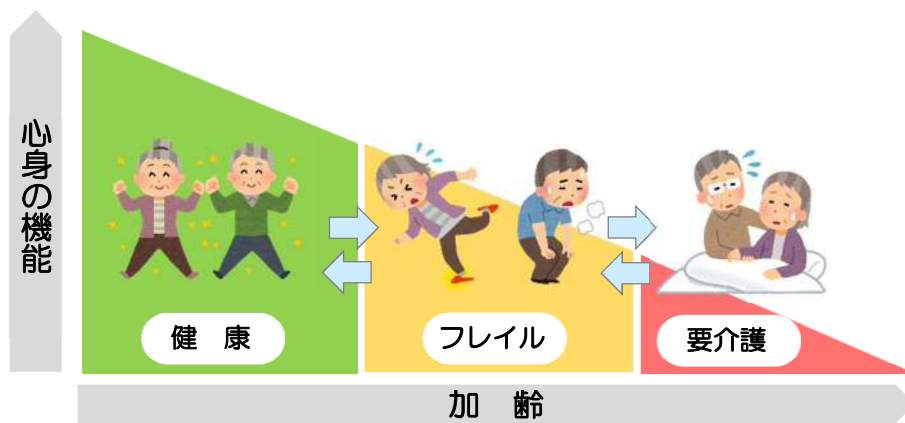 心身の機能
健　康
フレイル
要介護
加　齢